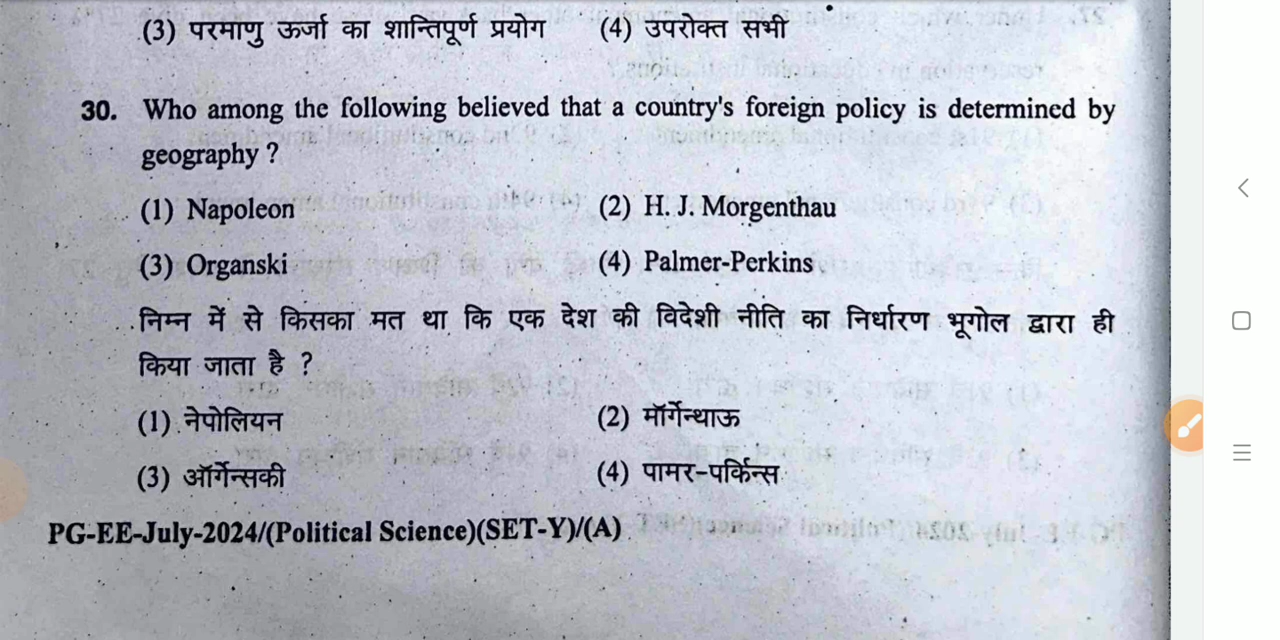 (3) परमाणु ऊर्जा का शान्तिपूर्ण प्रयोग (4) उपरोक्त सभी
30. Who among the following believed that a country's foreign policy is determined by
geography ?
(1) Napoleon (2) H. J. Morgenthau
(3) Organski (4) Palmer-Perkins
निम्न में से किसका मत था कि एक देश की विदेशी नीति का निर्धारण भूगोल द्वारा ही
किया जाता है ?
(1) नेपोलियन (2) मॉर्गेन्थाऊ
(3) ऑर्गेन्सकी (4) पामर-पर्किन्स
PG-EE-July-2024/(Political Science)(SET-Y)/(A)